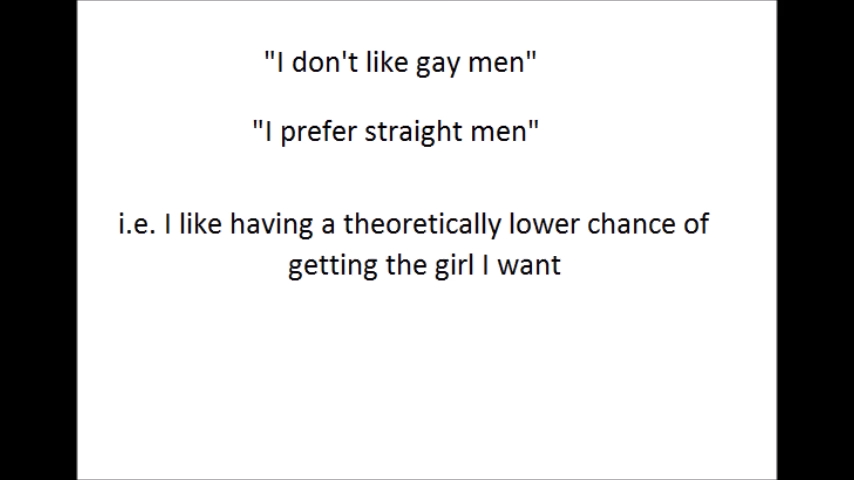 "I don't like gay men"
"I prefer straight men"
i.e. I like having a theoretically lower chance of
getting the girl I want